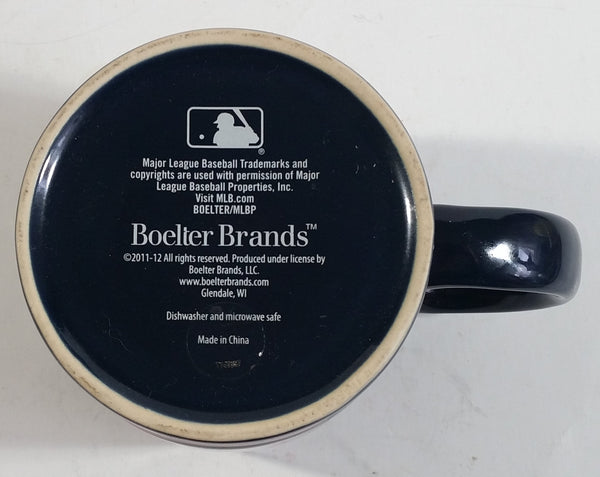 ®
Major League Baseball Trademarks and
copyrights are used with permission of Major
League Baseball Properties, Inc.
Visit MLB.com
BOELTER/MLBP
Boelter Brands™
©2011-12 All rights reserved. Produced under license by
Boelter Brands, LLC.
www.boelterbrands.com
Glendale, WI
Dishwasher and microwave safe
Made in China